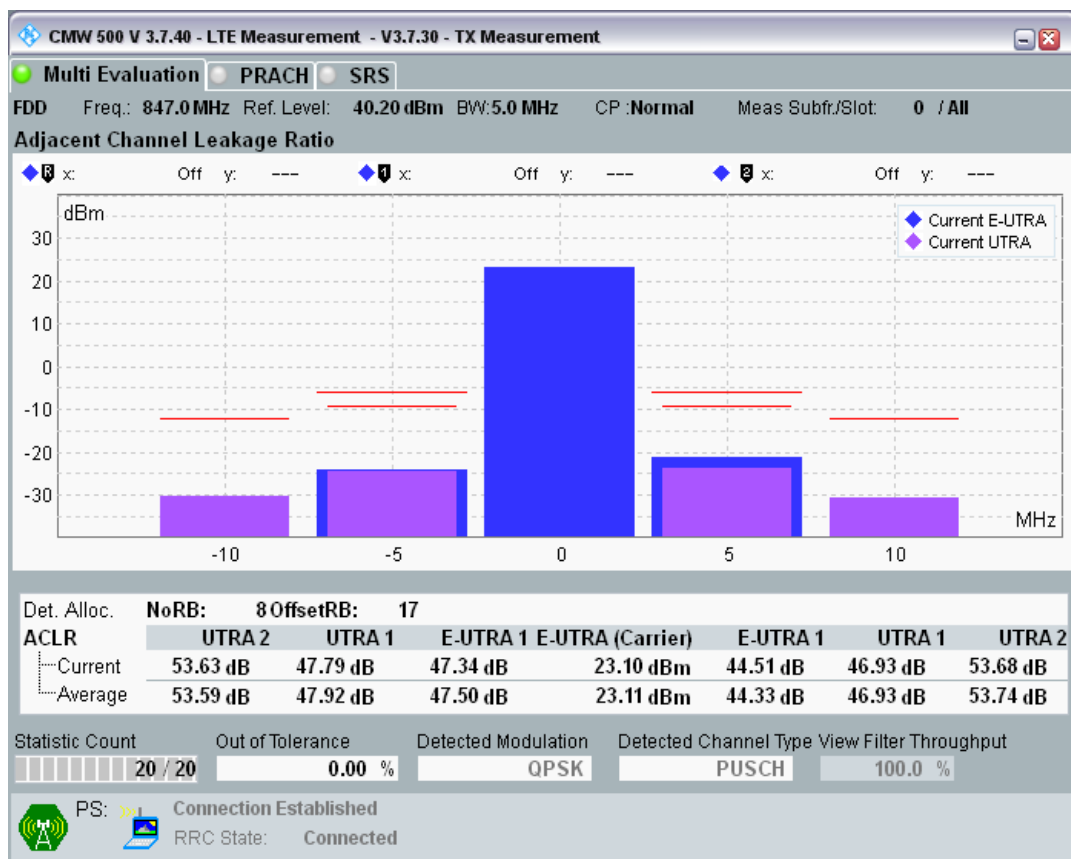 CMW 500 V 3.7.40 - LTE Measurement - V3.7.30 - TX Measurement
Multi Evaluation PRACH SRS
FDD Freq.: 847.0 MHz Ref. Level: 40.20 dBm BW:5.0 MHz CP :Normal Meas Subfr./Slot: 0 / All
Adjacent Channel Leakage Ratio
R x: Off y: --- 1 x: Off y: --- 2 x: Off y: ---
dBm
Current E-UTRA
Current UTRA
30
20
10
0
-10
-20
-30
MHz
-10 -5 0 5 10
Det. Alloc. NoRB: 8 OffsetRB: 17
ACLR UTRA 2 UTRA 1 E-UTRA 1 E-UTRA (Carrier) E-UTRA 1 UTRA 1 UTRA 2
Current 53.63 dB 47.79 dB 47.34 dB 23.10 dBm 44.51 dB 46.93 dB 53.68 dB
Average 53.59 dB 47.92 dB 47.50 dB 23.11 dBm 44.33 dB 46.93 dB 53.74 dB
Statistic Count Out of Tolerance Detected Modulation Detected Channel Type View Filter Throughput
20 / 20 0.00 % QPSK PUSCH 100.0 %
PS: Connection Established
RRC State: Connected